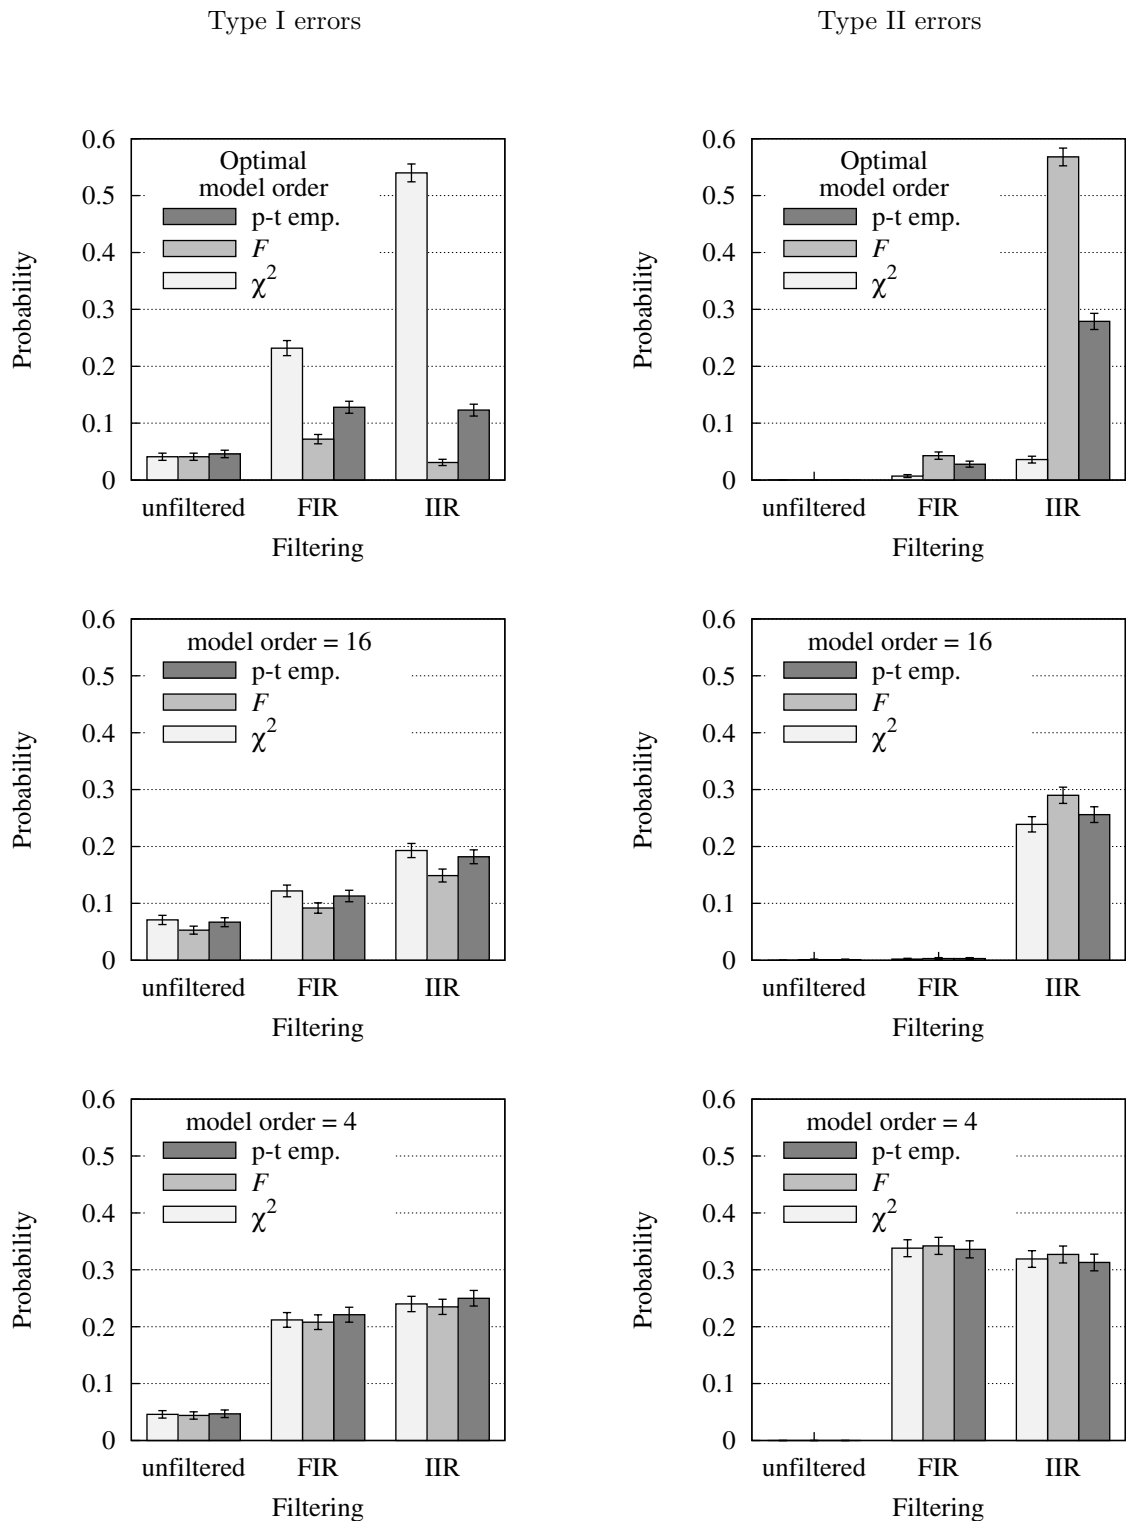 Type I errors
Type II errors
Optimal
model order
p-t emp.
F
χ²
0.6
0.5
0.4
0.3
0.2
0.1
0
Probability
unfiltered FIR IIR
Filtering
Optimal
model order
p-t emp.
F
χ²
0.6
0.5
0.4
0.3
0.2
0.1
0
Probability
unfiltered FIR IIR
Filtering
model order = 16
p-t emp.
F
χ²
0.6
0.5
0.4
0.3
0.2
0.1
0
Probability
unfiltered FIR IIR
Filtering
model order = 16
p-t emp.
F
χ²
0.6
0.5
0.4
0.3
0.2
0.1
0
Probability
unfiltered FIR IIR
Filtering
model order = 4
p-t emp.
F
χ²
0.6
0.5
0.4
0.3
0.2
0.1
0
Probability
unfiltered FIR IIR
Filtering
model order = 4
p-t emp.
F
χ²
0.6
0.5
0.4
0.3
0.2
0.1
0
Probability
unfiltered FIR IIR
Filtering